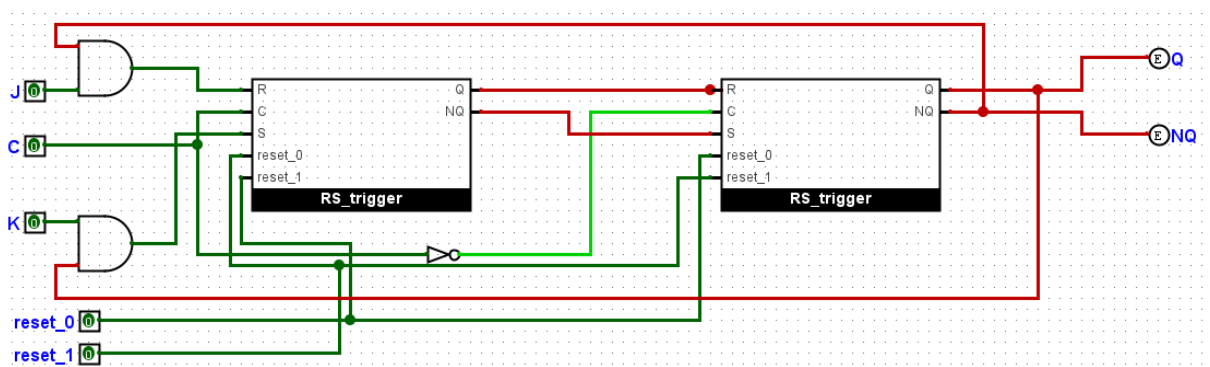 J 0
C 0
K 0
reset_0 0
reset_1 0
R Q
C NQ
S
reset_0
reset_1
RS_trigger
R Q
C NQ
S
reset_0
reset_1
RS_trigger
E Q
E NQ